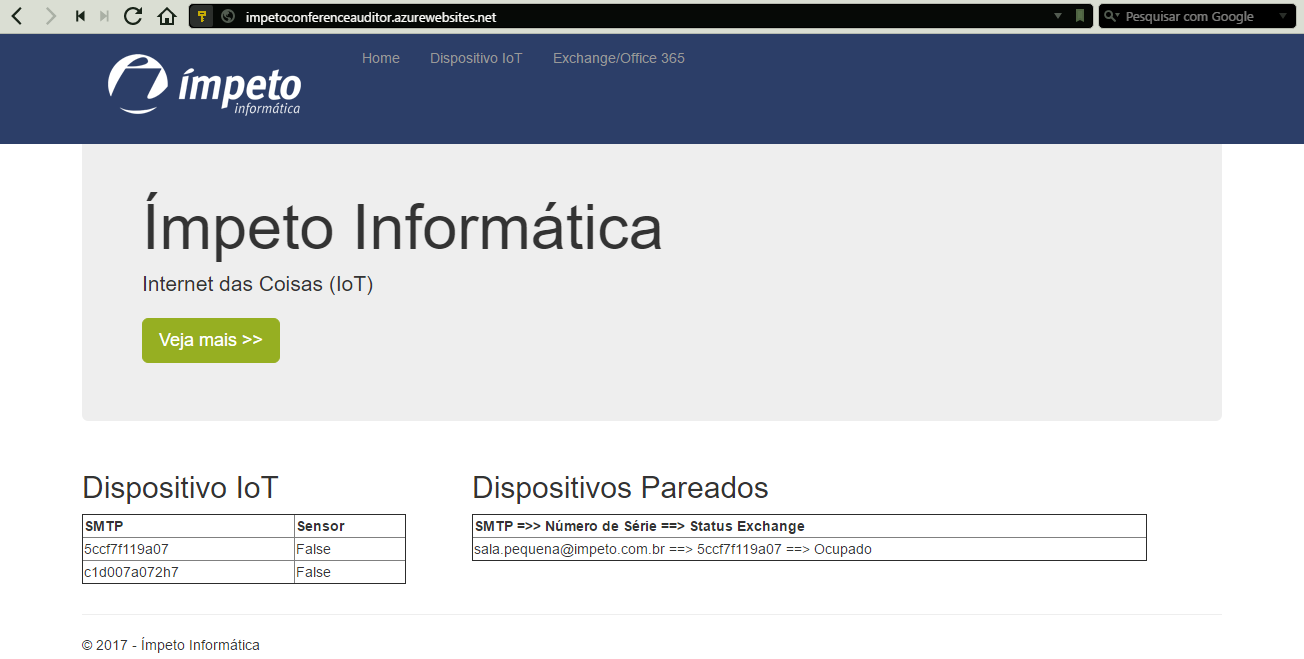 impetoconferenceauditor.azurewebsites.net
Pesquisar com Google
ímpeto
informática
Home
Dispositivo IoT
Exchange/Office 365
Ímpeto Informática
Internet das Coisas (IoT)
Veja mais >>
Dispositivo IoT
SMTP Sensor
5ccf7f119a07 False
c1d007a072h7 False
Dispositivos Pareados
SMTP =>> Número de Série ==> Status Exchange
sala.pequena@impeto.com.br ==> 5ccf7f119a07 ==> Ocupado
© 2017 - Ímpeto Informática